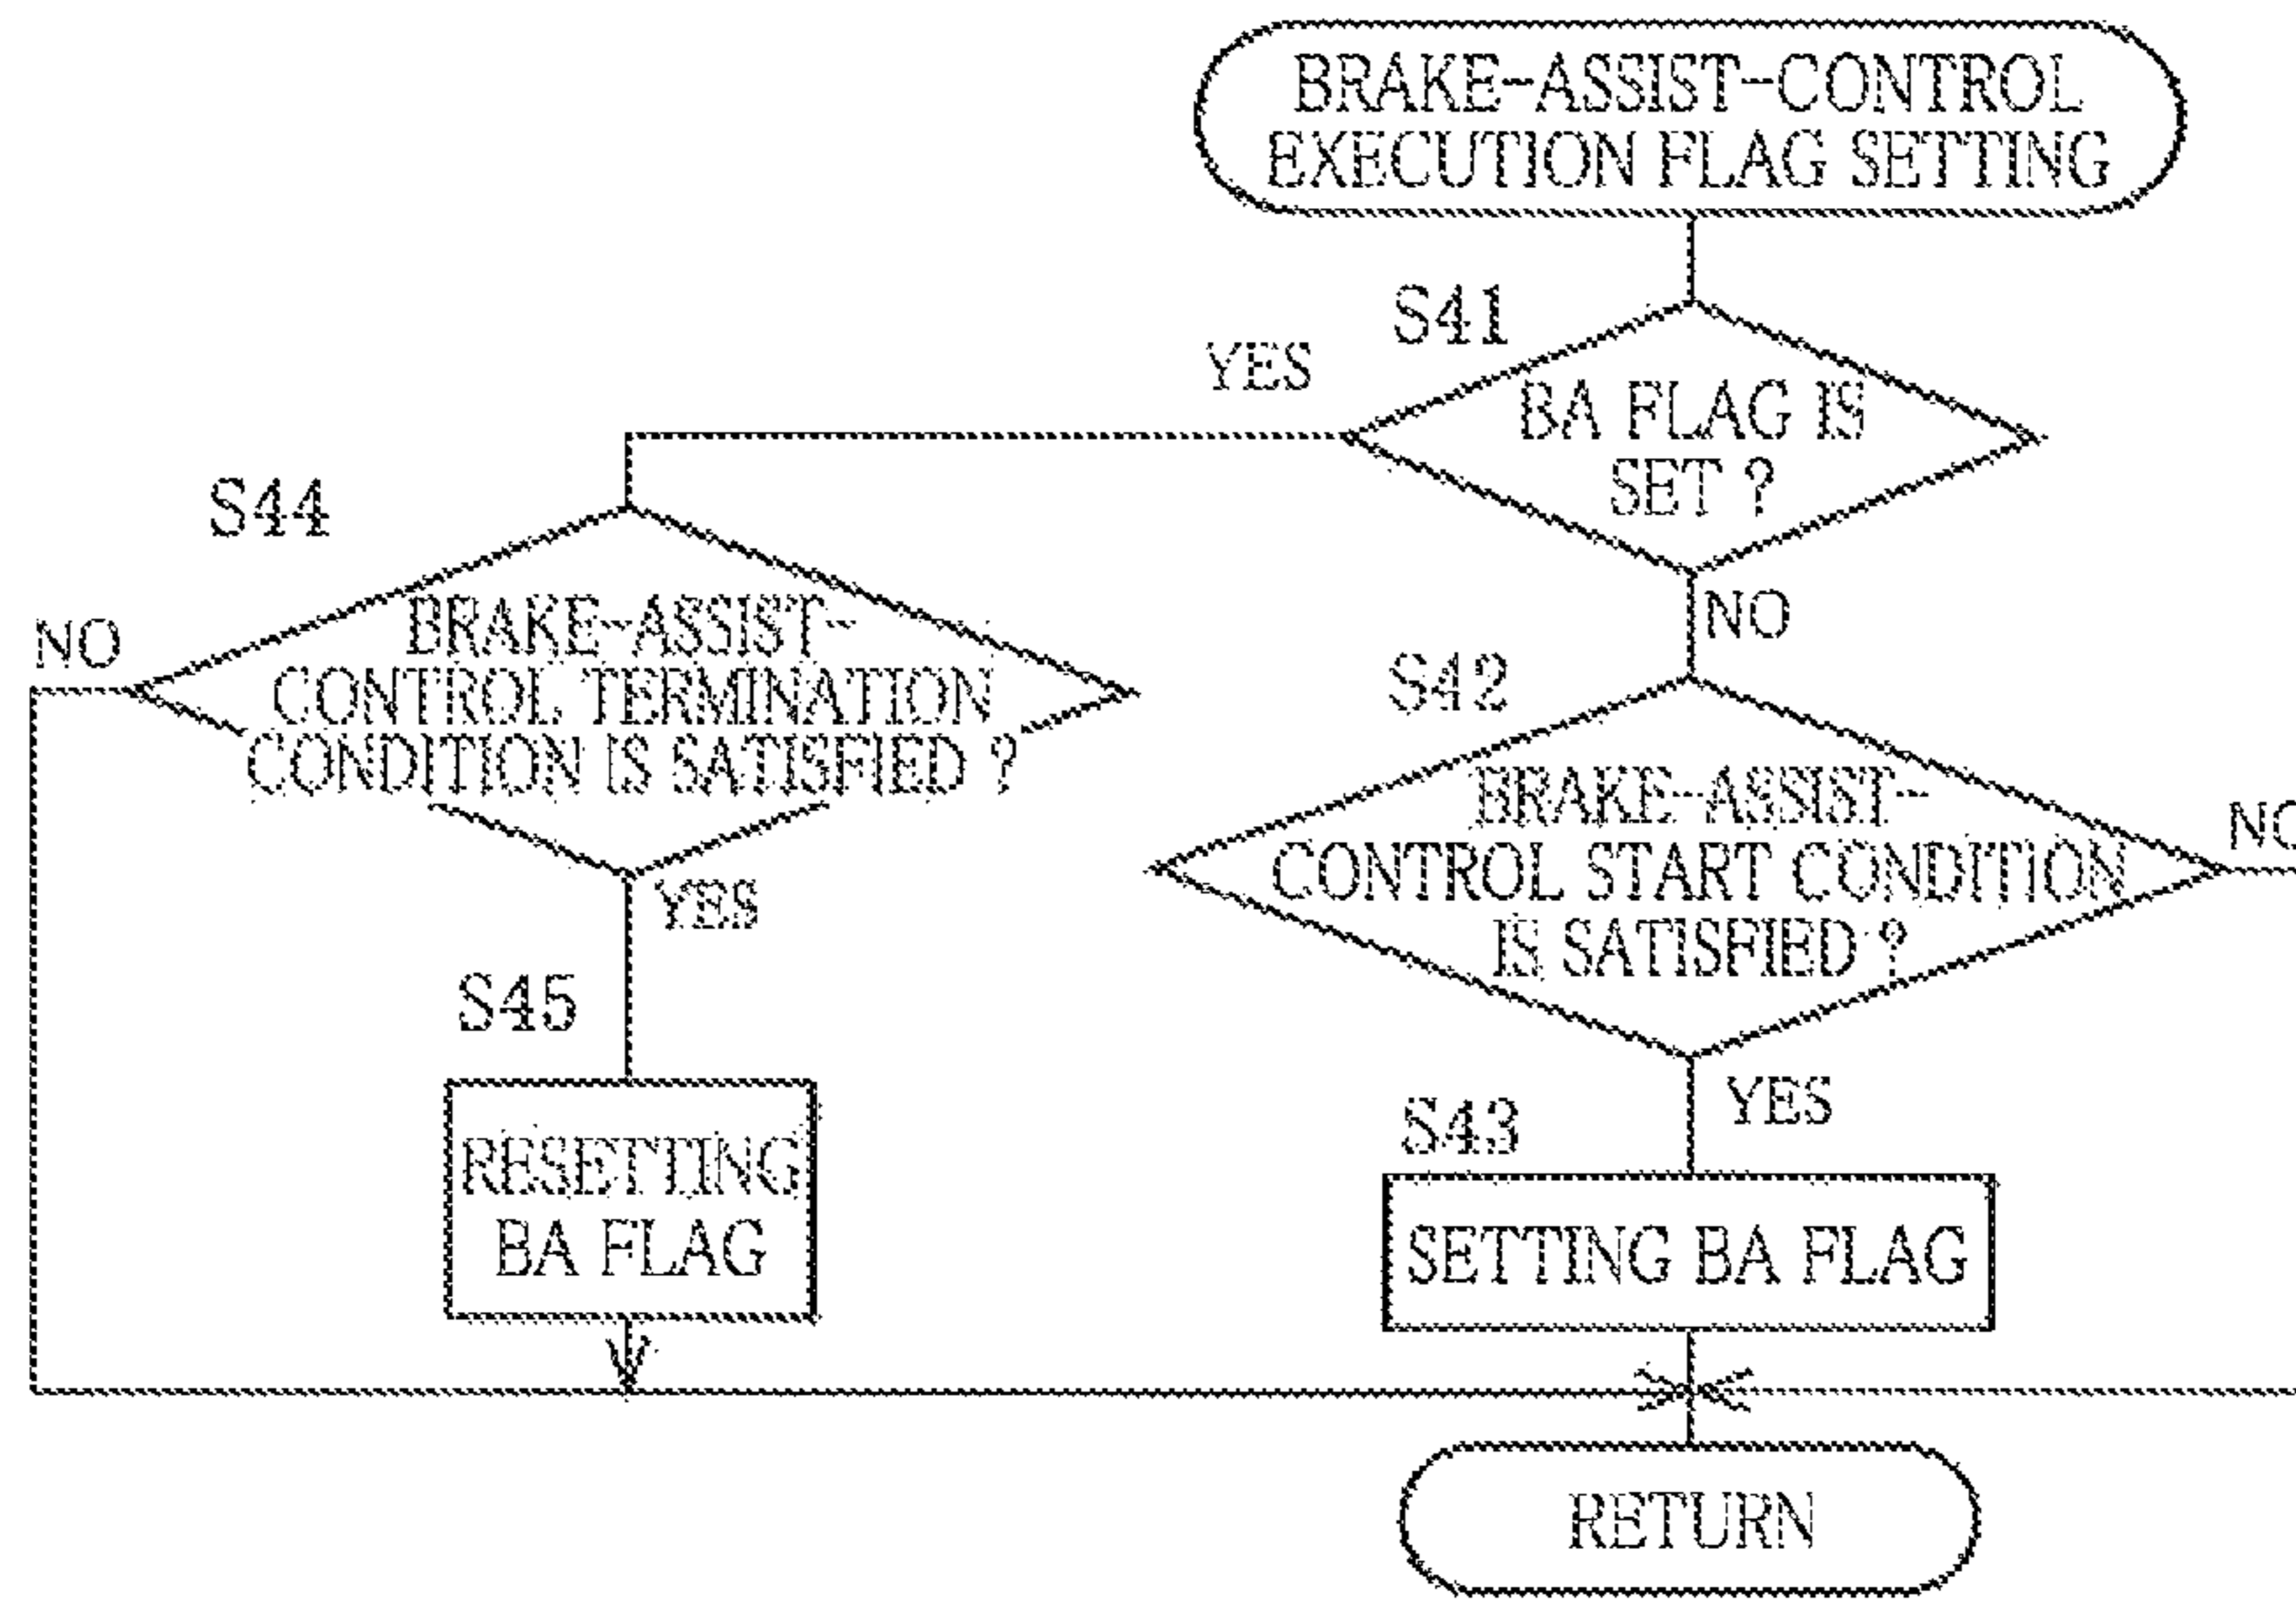 BRAKE-ASSIST-CONTROL
EXECUTION FLAG SETTING
S41
YES
BA FLAG IS
SET ?
NO
S44
NO
BRAKE-ASSIST-
CONTROL TERMINATION
CONDITION IS SATISFIED ?
YES
S42
BRAKE-ASSIST-
CONTROL START CONDITION
IS SATISFIED ?
NO
YES
S45
RESETTING
BA FLAG
S43
SETTING BA FLAG
RETURN